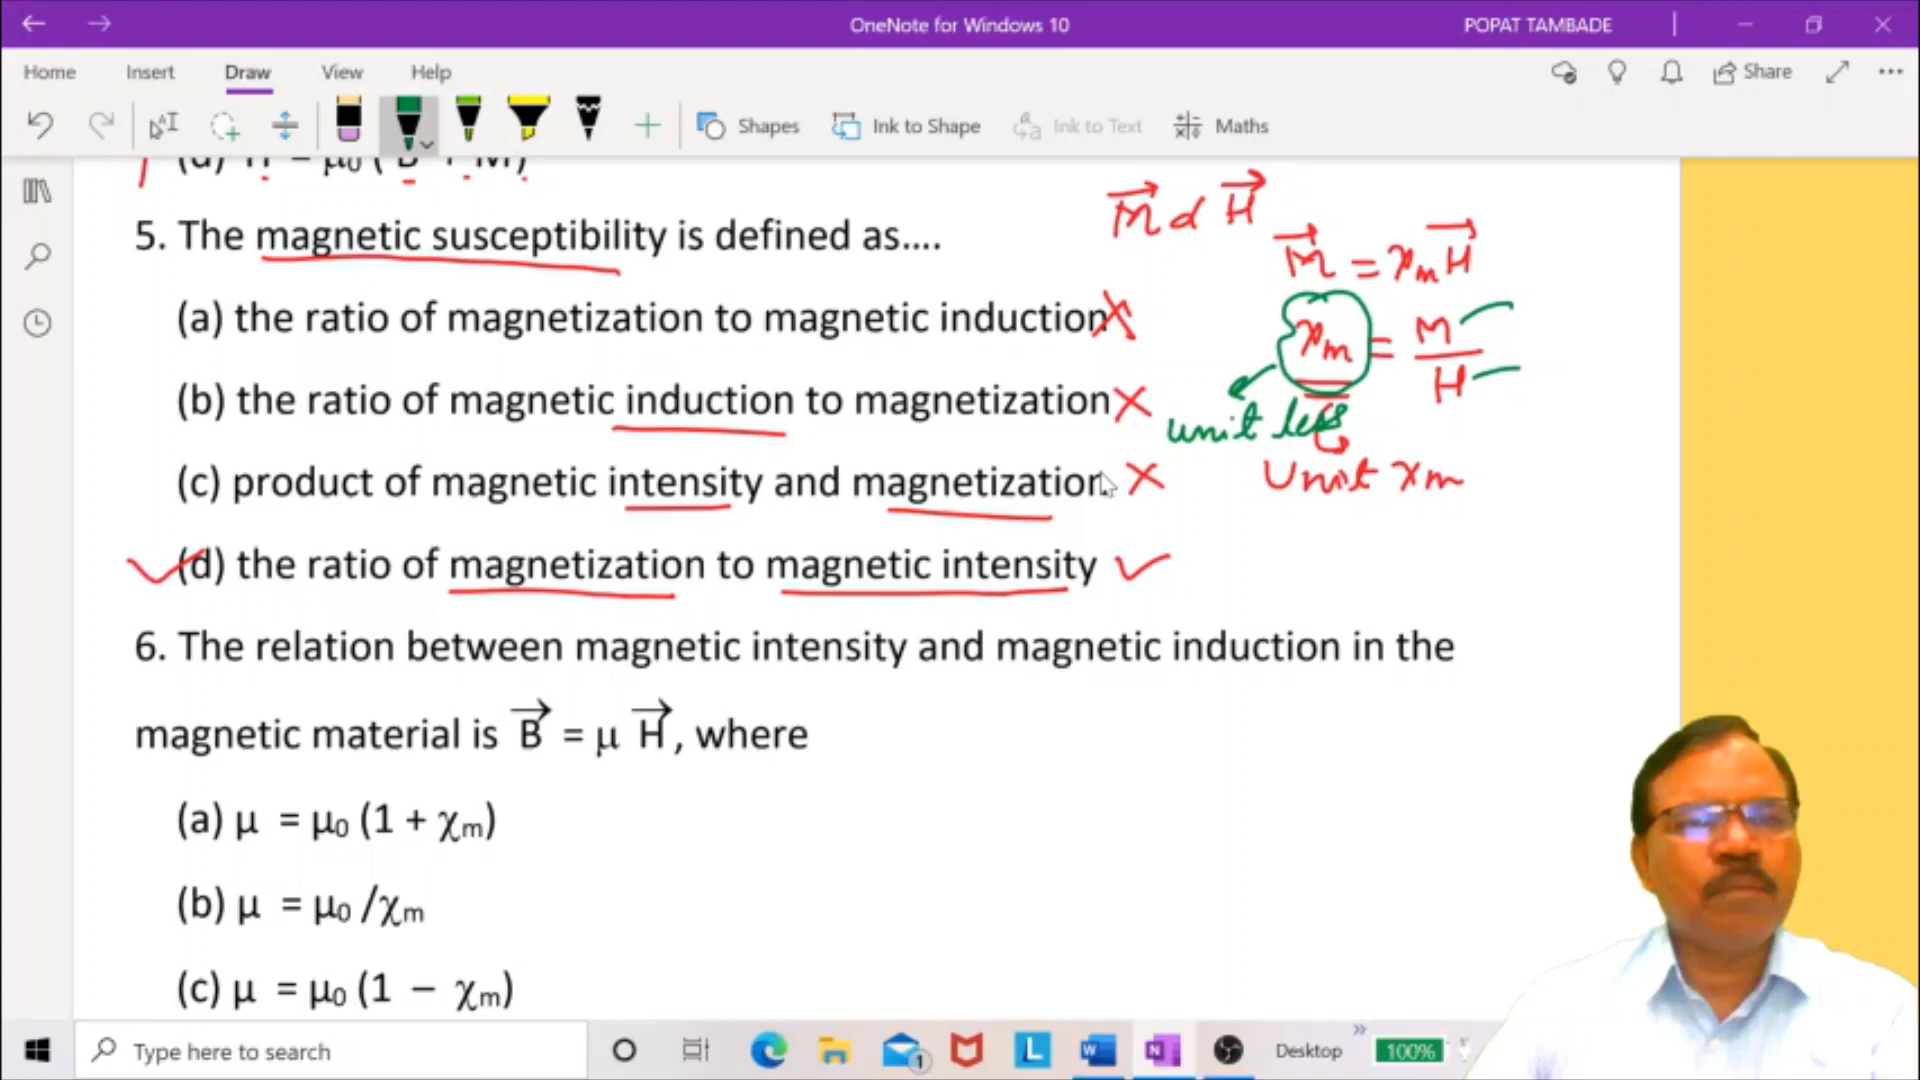 OneNote for Windows 10
POPAT TAMBADE
Home Insert Draw View Help
Share
Shapes Ink to Shape Ink to Text Maths
(d) H = μ0 ( B + M)
5. The magnetic susceptibility is defined as....
M α H
M = χm H
(a) the ratio of magnetization to magnetic induction
χm = M / H
(b) the ratio of magnetic induction to magnetization
unit less
(c) product of magnetic intensity and magnetization
Unit χm
(d) the ratio of magnetization to magnetic intensity
6. The relation between magnetic intensity and magnetic induction in the
magnetic material is B = μ H, where
(a) μ = μ0 (1 + χm)
(b) μ = μ0 /χm
(c) μ = μ0 (1 − χm)
Type here to search
1
L
W
N
Desktop
100%